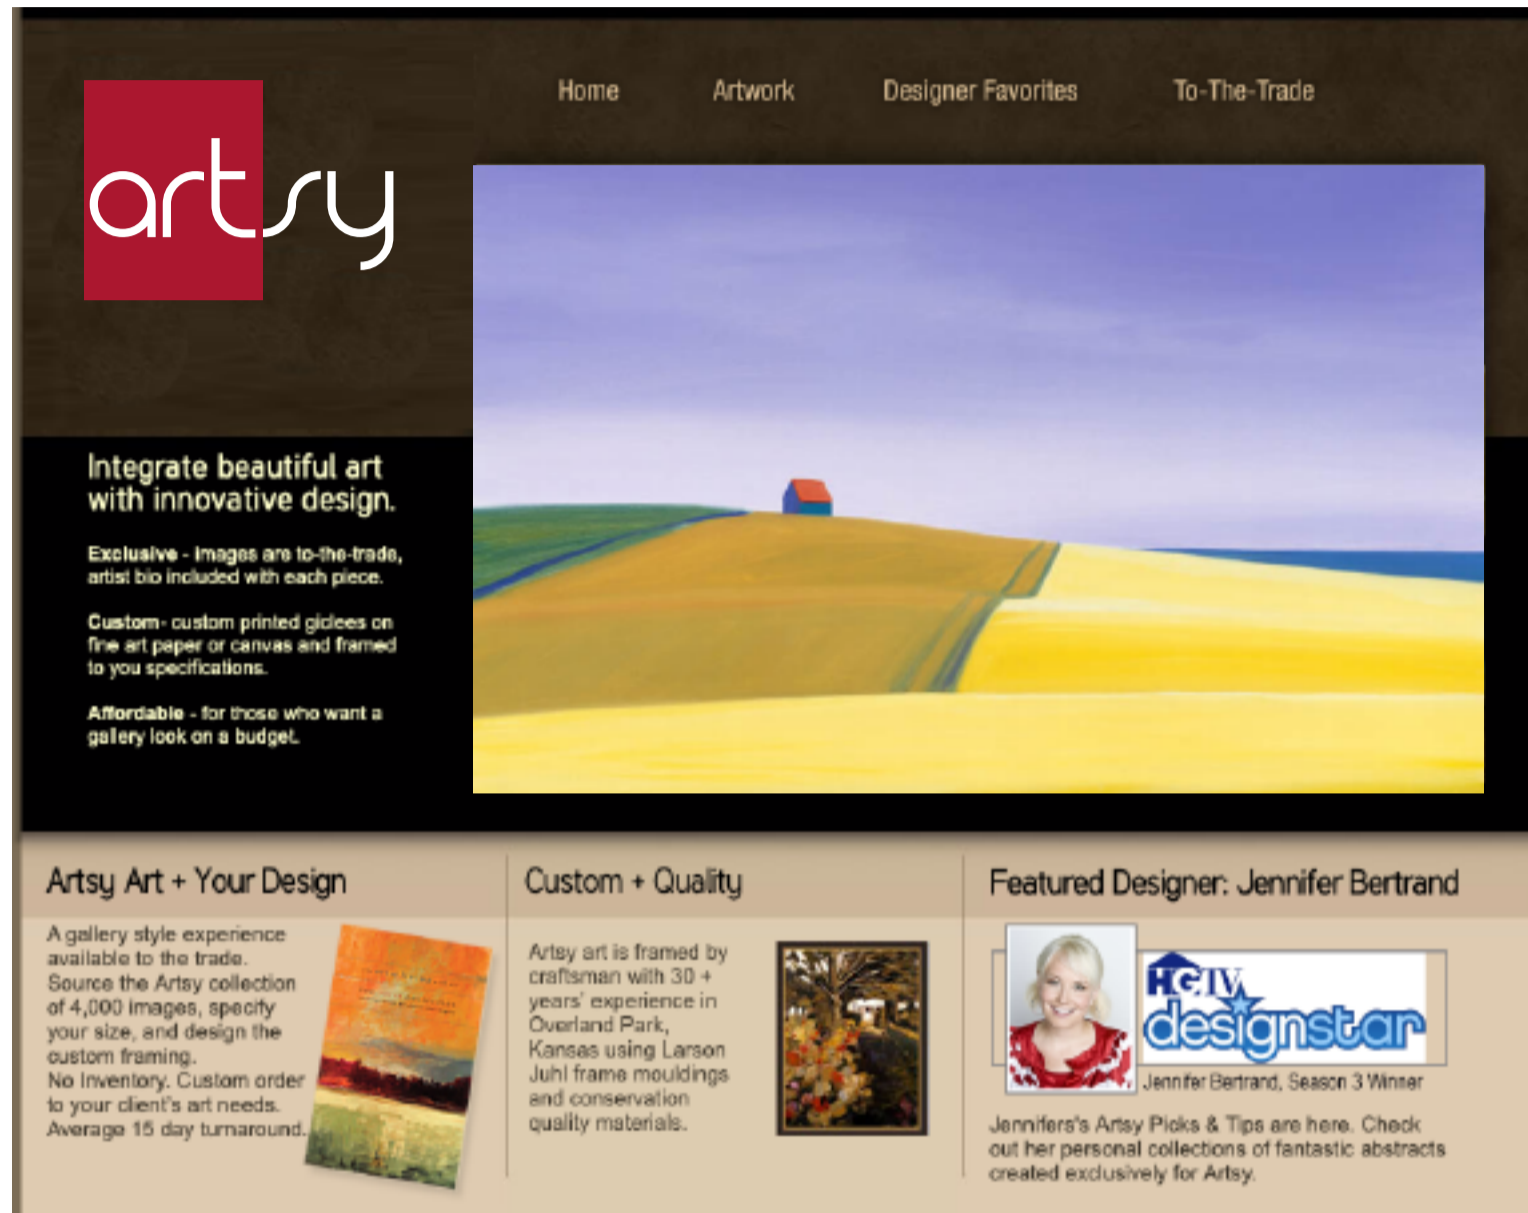 Home Artwork Designer Favorites To-The-Trade
artsy
Integrate beautiful art
with innovative design.
Exclusive - images are to-the-trade,
artist bio included with each piece.
Custom- custom printed giclees on
fine art paper or canvas and framed
to you specifications.
Affordable - for those who want a
gallery look on a budget.
Artsy Art + Your Design
A gallery style experience
available to the trade.
Source the Artsy collection
of 4,000 images, specify
your size, and design the
custom framing.
No Inventory. Custom order
to your client's art needs.
Average 15 day turnaround.
Custom + Quality
Artsy art is framed by
craftsman with 30 +
years' experience in
Overland Park,
Kansas using Larson
Juhl frame mouldings
and conservation
quality materials.
Featured Designer: Jennifer Bertrand
HGTV
designstar
Jennifer Bertrand, Season 3 Winner
Jennifers's Artsy Picks & Tips are here. Check
out her personal collections of fantastic abstracts
created exclusively for Artsy.